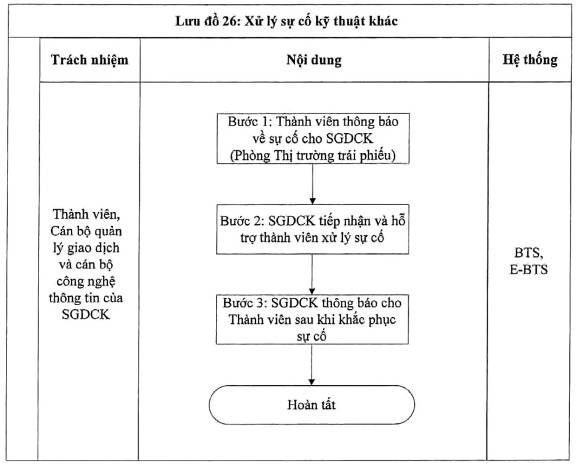 Lưu đồ 26: Xử lý sự cố kỹ thuật khác
Trách nhiệm
Nội dung
Hệ thống
Bước 1: Thành viên thông báo
về sự cố cho SGDCK
(Phòng Thị trường trái phiếu)
Thành viên,
Cán bộ quản
lý giao dịch
và cán bộ
công nghệ
thông tin của
SGDCK
Bước 2: SGDCK tiếp nhận và hỗ
trợ thành viên xử lý sự cố
BTS,
E-BTS
Bước 3: SGDCK thông báo cho
Thành viên sau khi khắc phục
sự cố
Hoàn tất